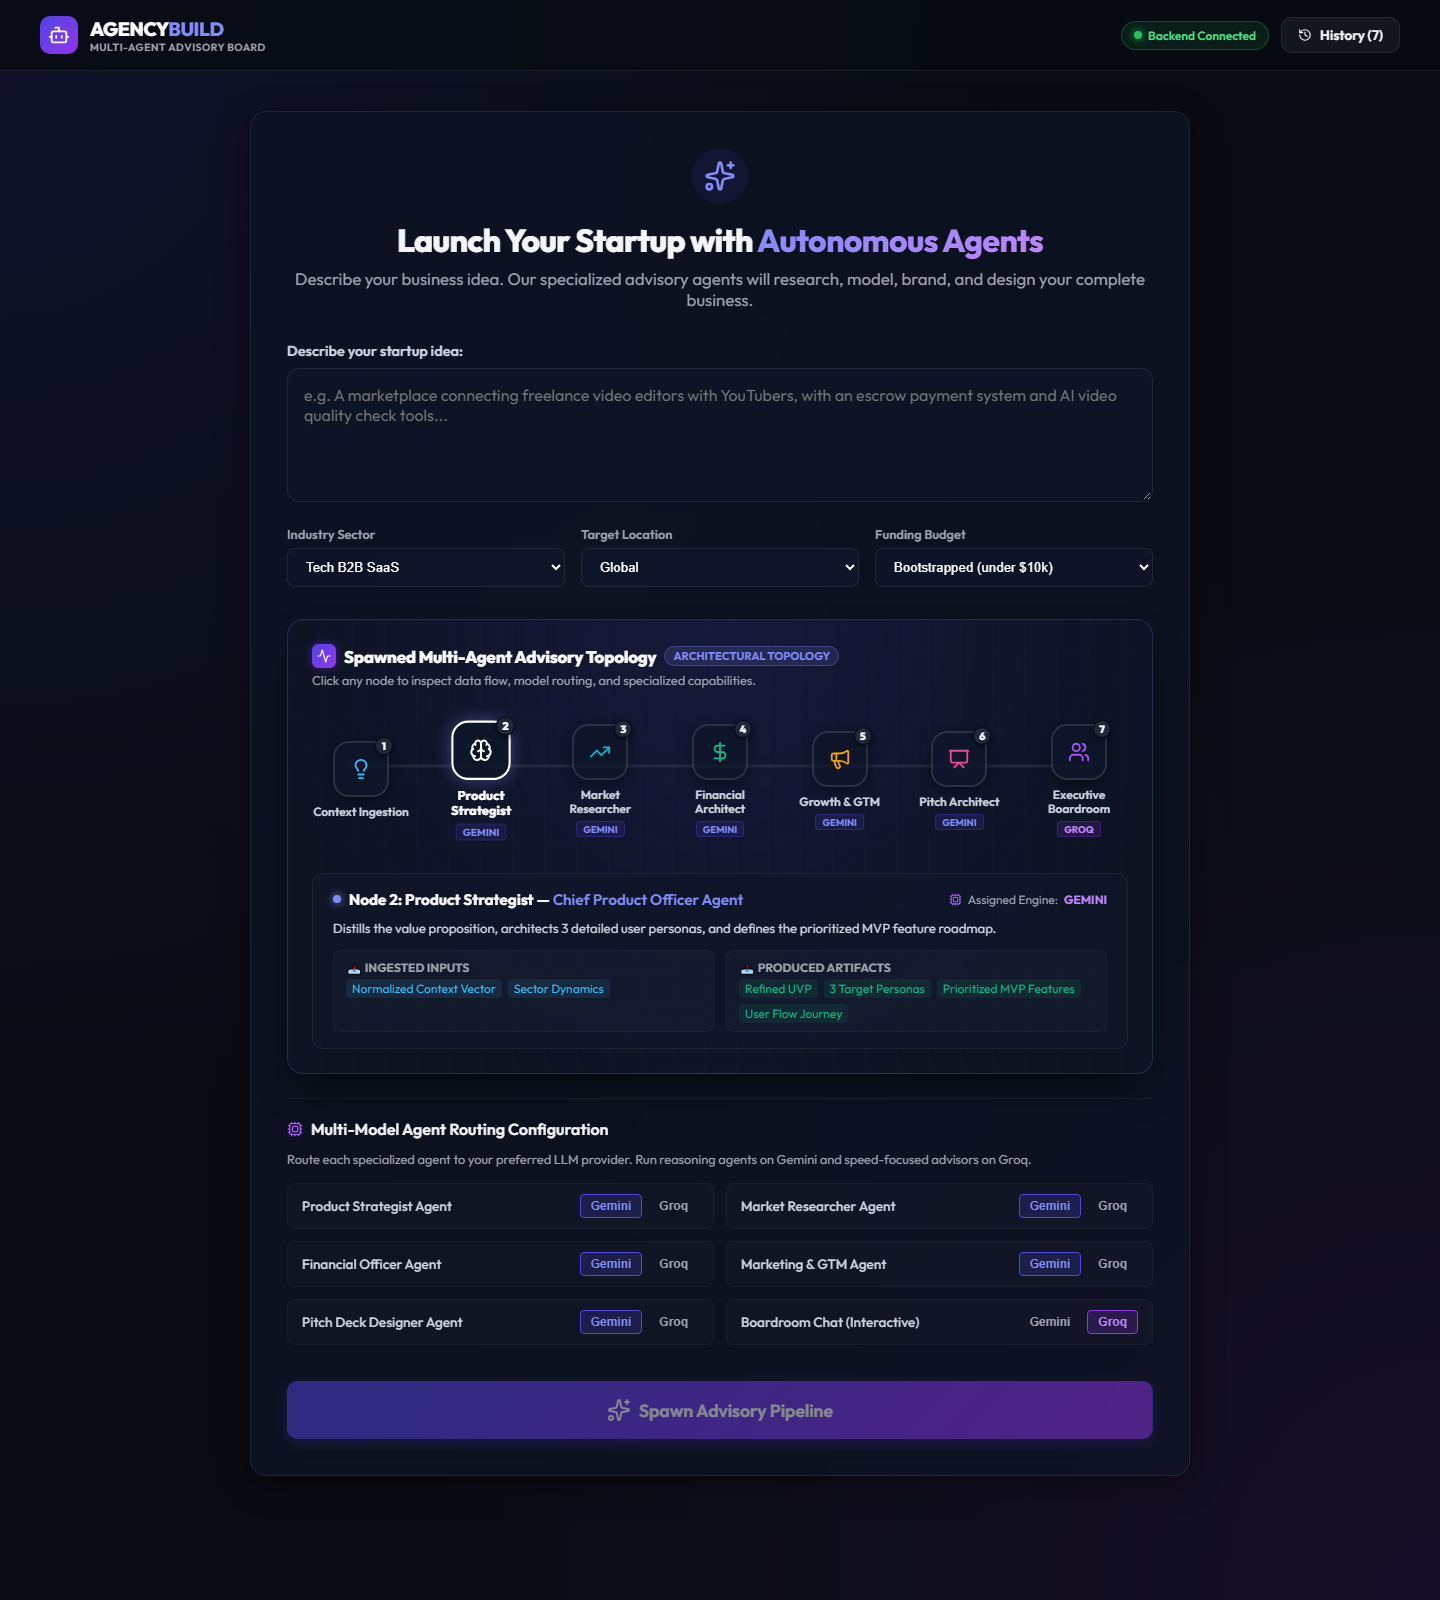 AGENCYBUILD
MULTI-AGENT ADVISORY BOARD
Backend Connected
History (7)
Launch Your Startup with Autonomous Agents
Describe your business idea. Our specialized advisory agents will research, model, brand, and design your complete
business.
Describe your startup idea:
e.g. A marketplace connecting freelance video editors with YouTubers, with an escrow payment system and AI video
quality check tools...
Industry Sector
Target Location
Funding Budget
Tech B2B SaaS
Global
Bootstrapped (under $10k)
Spawned Multi-Agent Advisory Topology
ARCHITECTURAL TOPOLOGY
Click any node to inspect data flow, model routing, and specialized capabilities.
1
Context Ingestion
2
Product
Strategist
GEMINI
3
Market
Researcher
GEMINI
4
Financial
Architect
GEMINI
5
Growth & GTM
GEMINI
6
Pitch Architect
GEMINI
7
Executive
Boardroom
GROQ
Node 2: Product Strategist — Chief Product Officer Agent
Assigned Engine: GEMINI
Distills the value proposition, architects 3 detailed user personas, and defines the prioritized MVP feature roadmap.
INGESTED INPUTS
Normalized Context Vector
Sector Dynamics
PRODUCED ARTIFACTS
Refined UVP
3 Target Personas
Prioritized MVP Features
User Flow Journey
Multi-Model Agent Routing Configuration
Route each specialized agent to your preferred LLM provider. Run reasoning agents on Gemini and speed-focused advisors on Groq.
Product Strategist Agent
Gemini
Groq
Market Researcher Agent
Gemini
Groq
Financial Officer Agent
Gemini
Groq
Marketing & GTM Agent
Gemini
Groq
Pitch Deck Designer Agent
Gemini
Groq
Boardroom Chat (Interactive)
Gemini
Groq
Spawn Advisory Pipeline